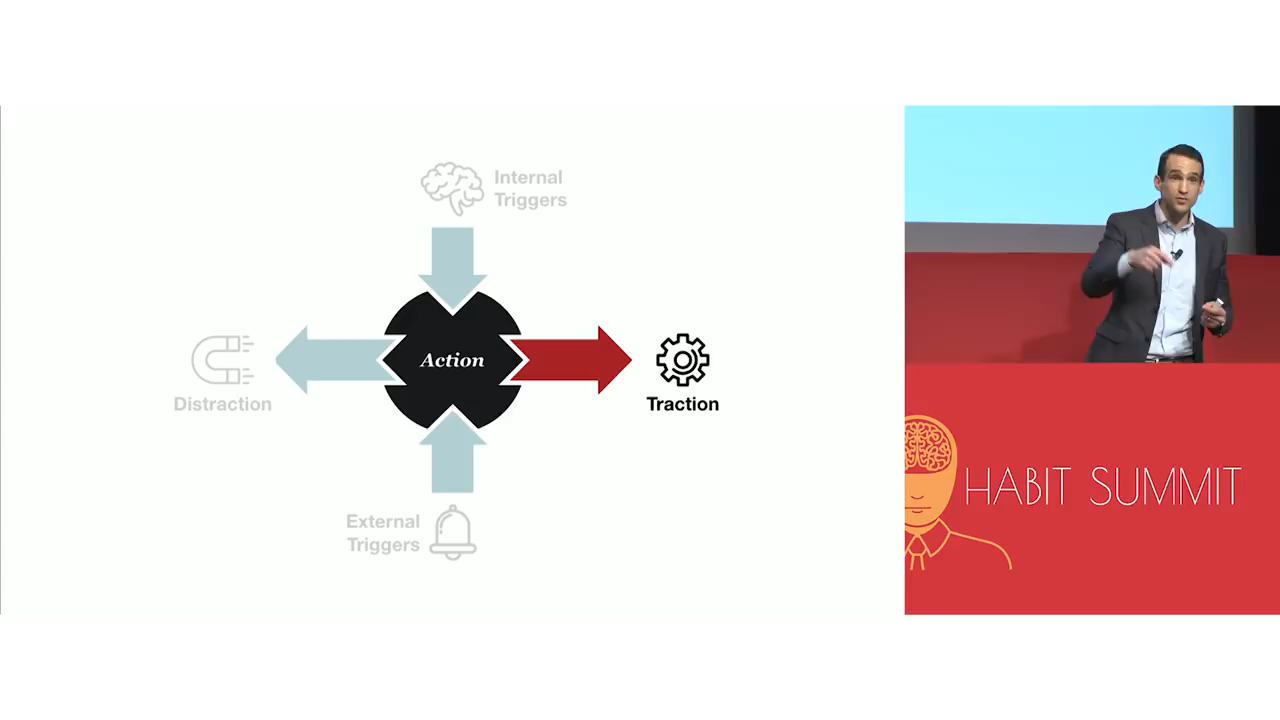 Internal
Triggers
Action
Distraction
Traction
External
Triggers
HABIT SUMMIT